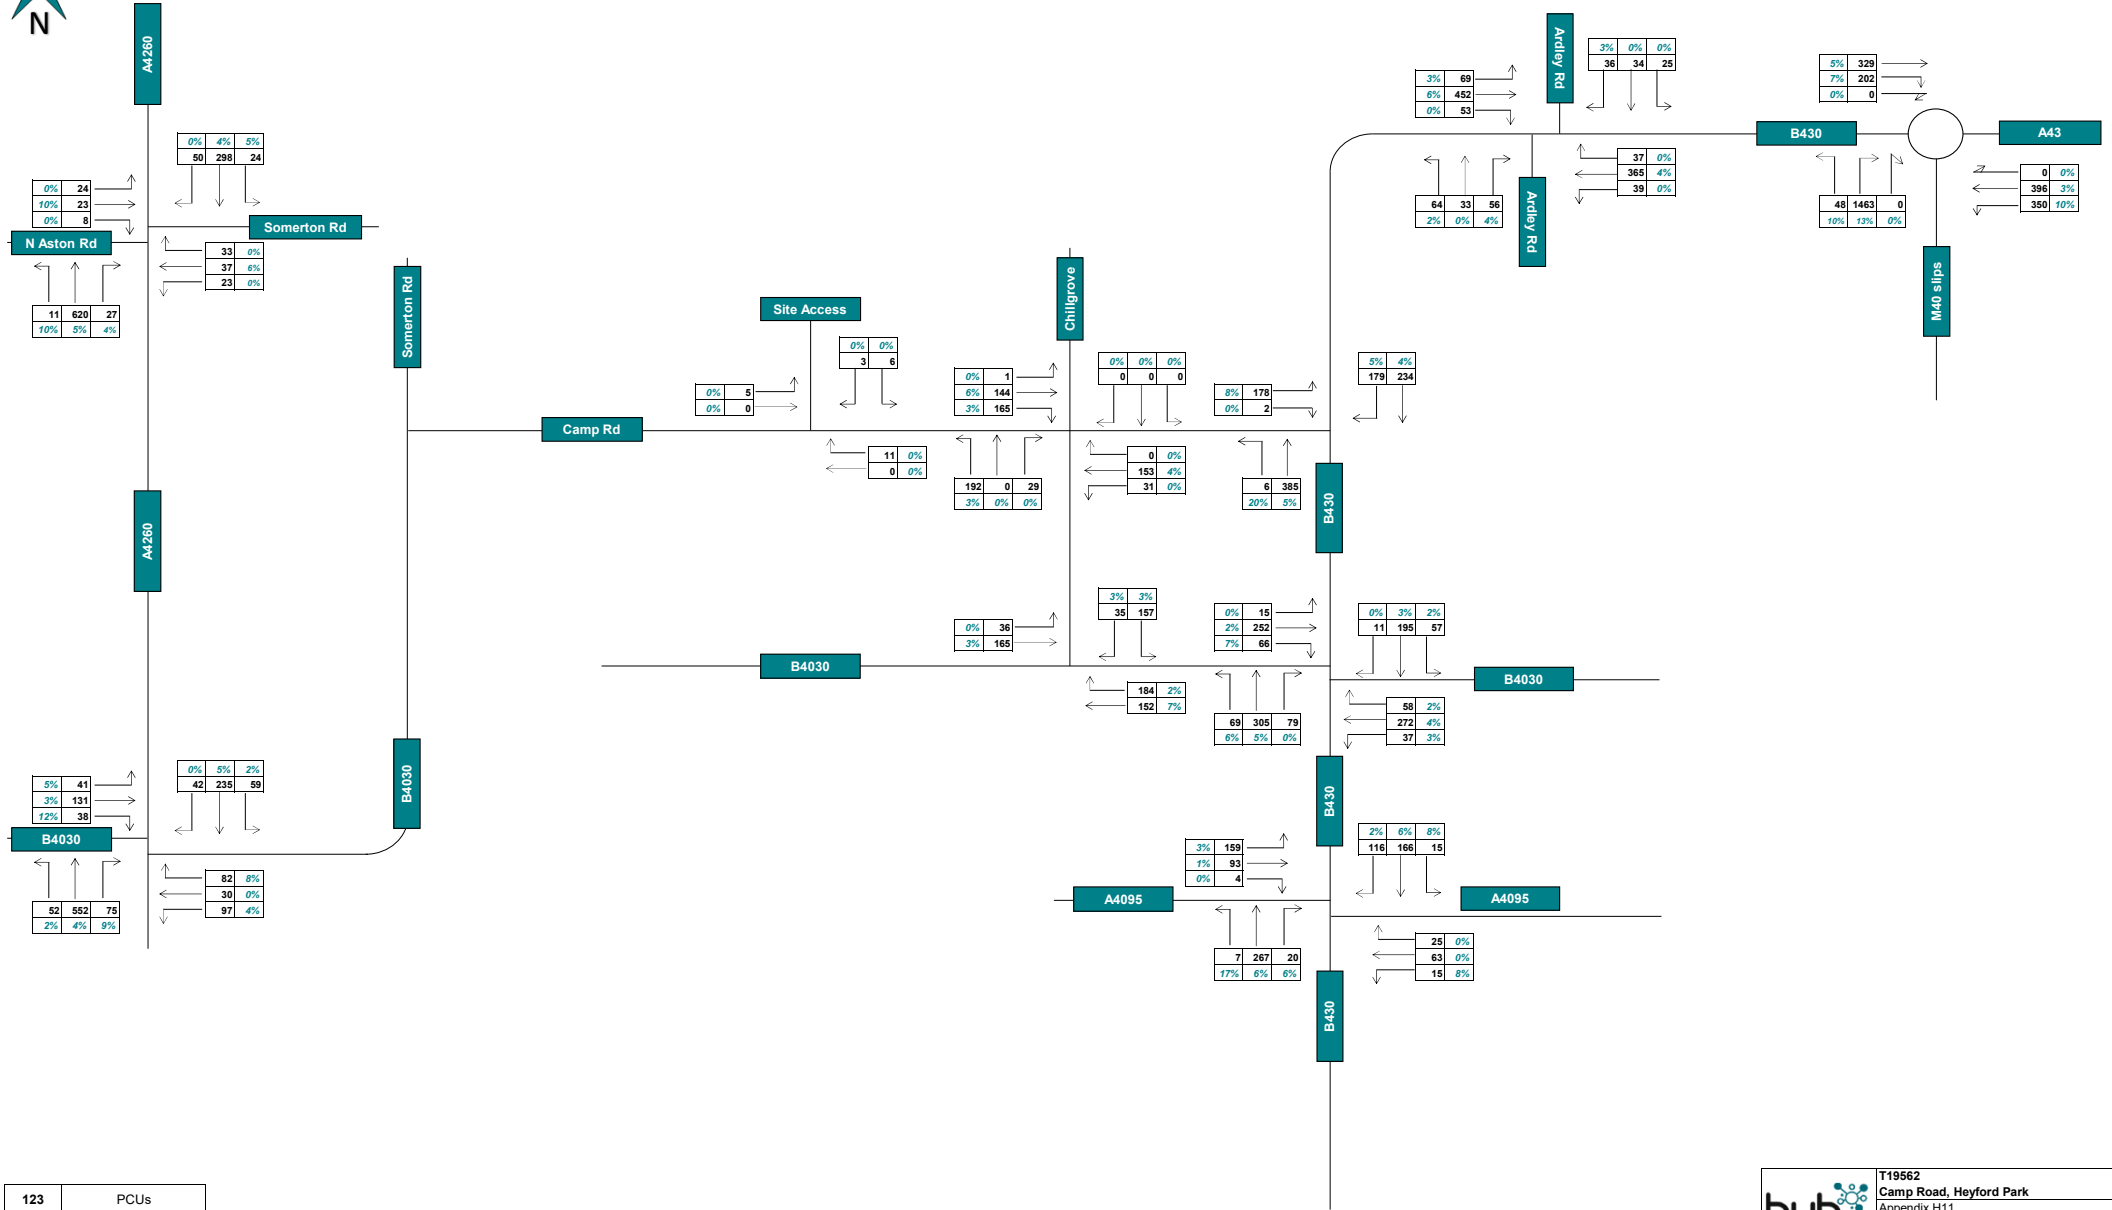 N
A4260
0% 4% 5%
50 298 24
0% 24
10% 23
0% 8
N Aston Rd
Somerton Rd
33 0%
37 6%
23 0%
11 620 27
10% 5% 4%
A4260
0% 5% 2%
42 235 59
5% 41
3% 131
12% 38
B4030
82 8%
30 0%
97 4%
52 552 75
2% 4% 9%
Somerton Rd
B4030
Camp Rd
Site Access
0% 0%
3 6
0% 5
0% 0
11 0%
0 0%
Chillgrove
0% 1
6% 144
3% 165
0% 0% 0%
0 0 0
192 0 29
3% 0% 0%
0 0%
153 4%
31 0%
8% 178
0% 2
5% 4%
179 234
6 385
20% 5%
B430
B4030
0% 36
3% 165
3% 3%
35 157
184 2%
152 7%
0% 15
2% 252
7% 66
0% 3% 2%
11 195 57
B4030
69 305 79
6% 5% 0%
58 2%
272 4%
37 3%
B430
3% 159
1% 93
0% 4
2% 6% 8%
116 166 15
A4095
A4095
7 267 20
17% 6% 6%
25 0%
63 0%
15 8%
B430
Ardley Rd
3% 69
6% 452
0% 53
3% 0% 0%
36 34 25
64 33 56
2% 0% 4%
Ardley Rd
37 0%
365 4%
39 0%
B430
5% 329
7% 202
0% 0
A43
48 1463 0
10% 13% 0%
0 0%
396 3%
350 10%
M40 slips
123 PCUs
hub
T19562
Camp Road, Heyford Park
Appendix H11